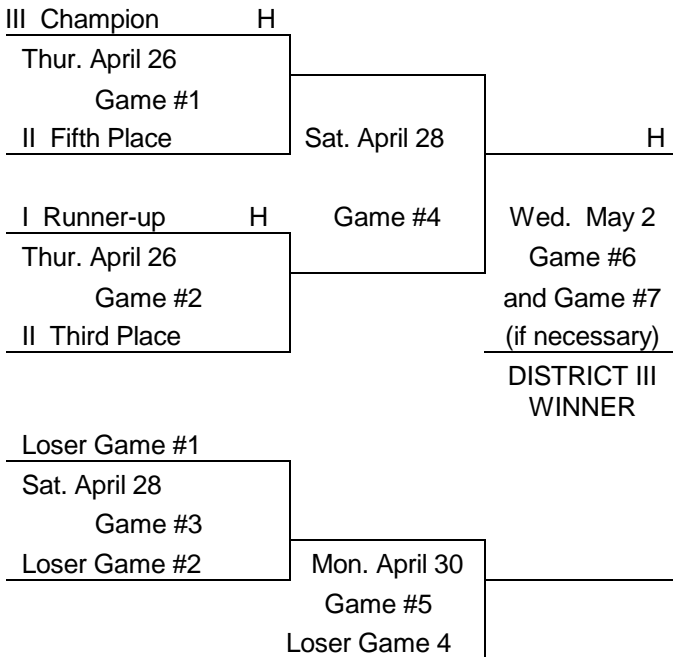 III Champion H
Thur. April 26
Game #1
II Fifth Place
Sat. April 28
H
I Runner-up H
Game #4
Wed. May 2
Thur. April 26
Game #6
Game #2
and Game #7
II Third Place
(if necessary)
DISTRICT III
WINNER
Loser Game #1
Sat. April 28
Game #3
Loser Game #2
Mon. April 30
Game #5
Loser Game 4